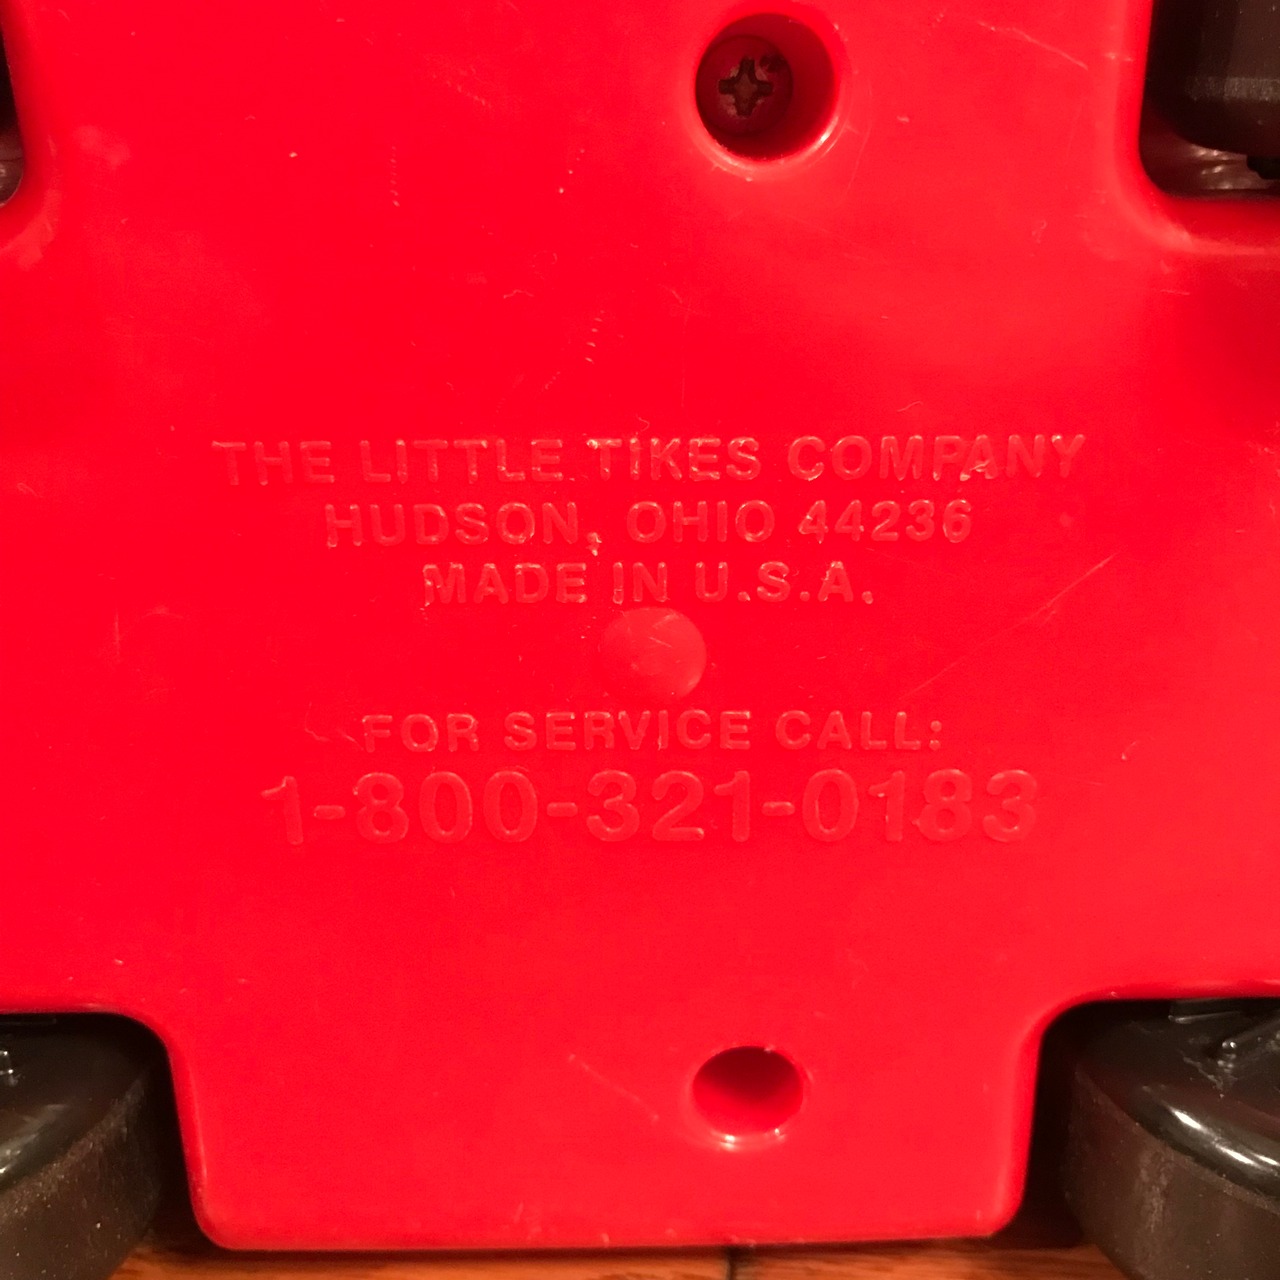 THE LITTLE TIKES COMPANY
HUDSON, OHIO 44236
MADE IN U.S.A.
FOR SERVICE CALL:
1-800-321-0183